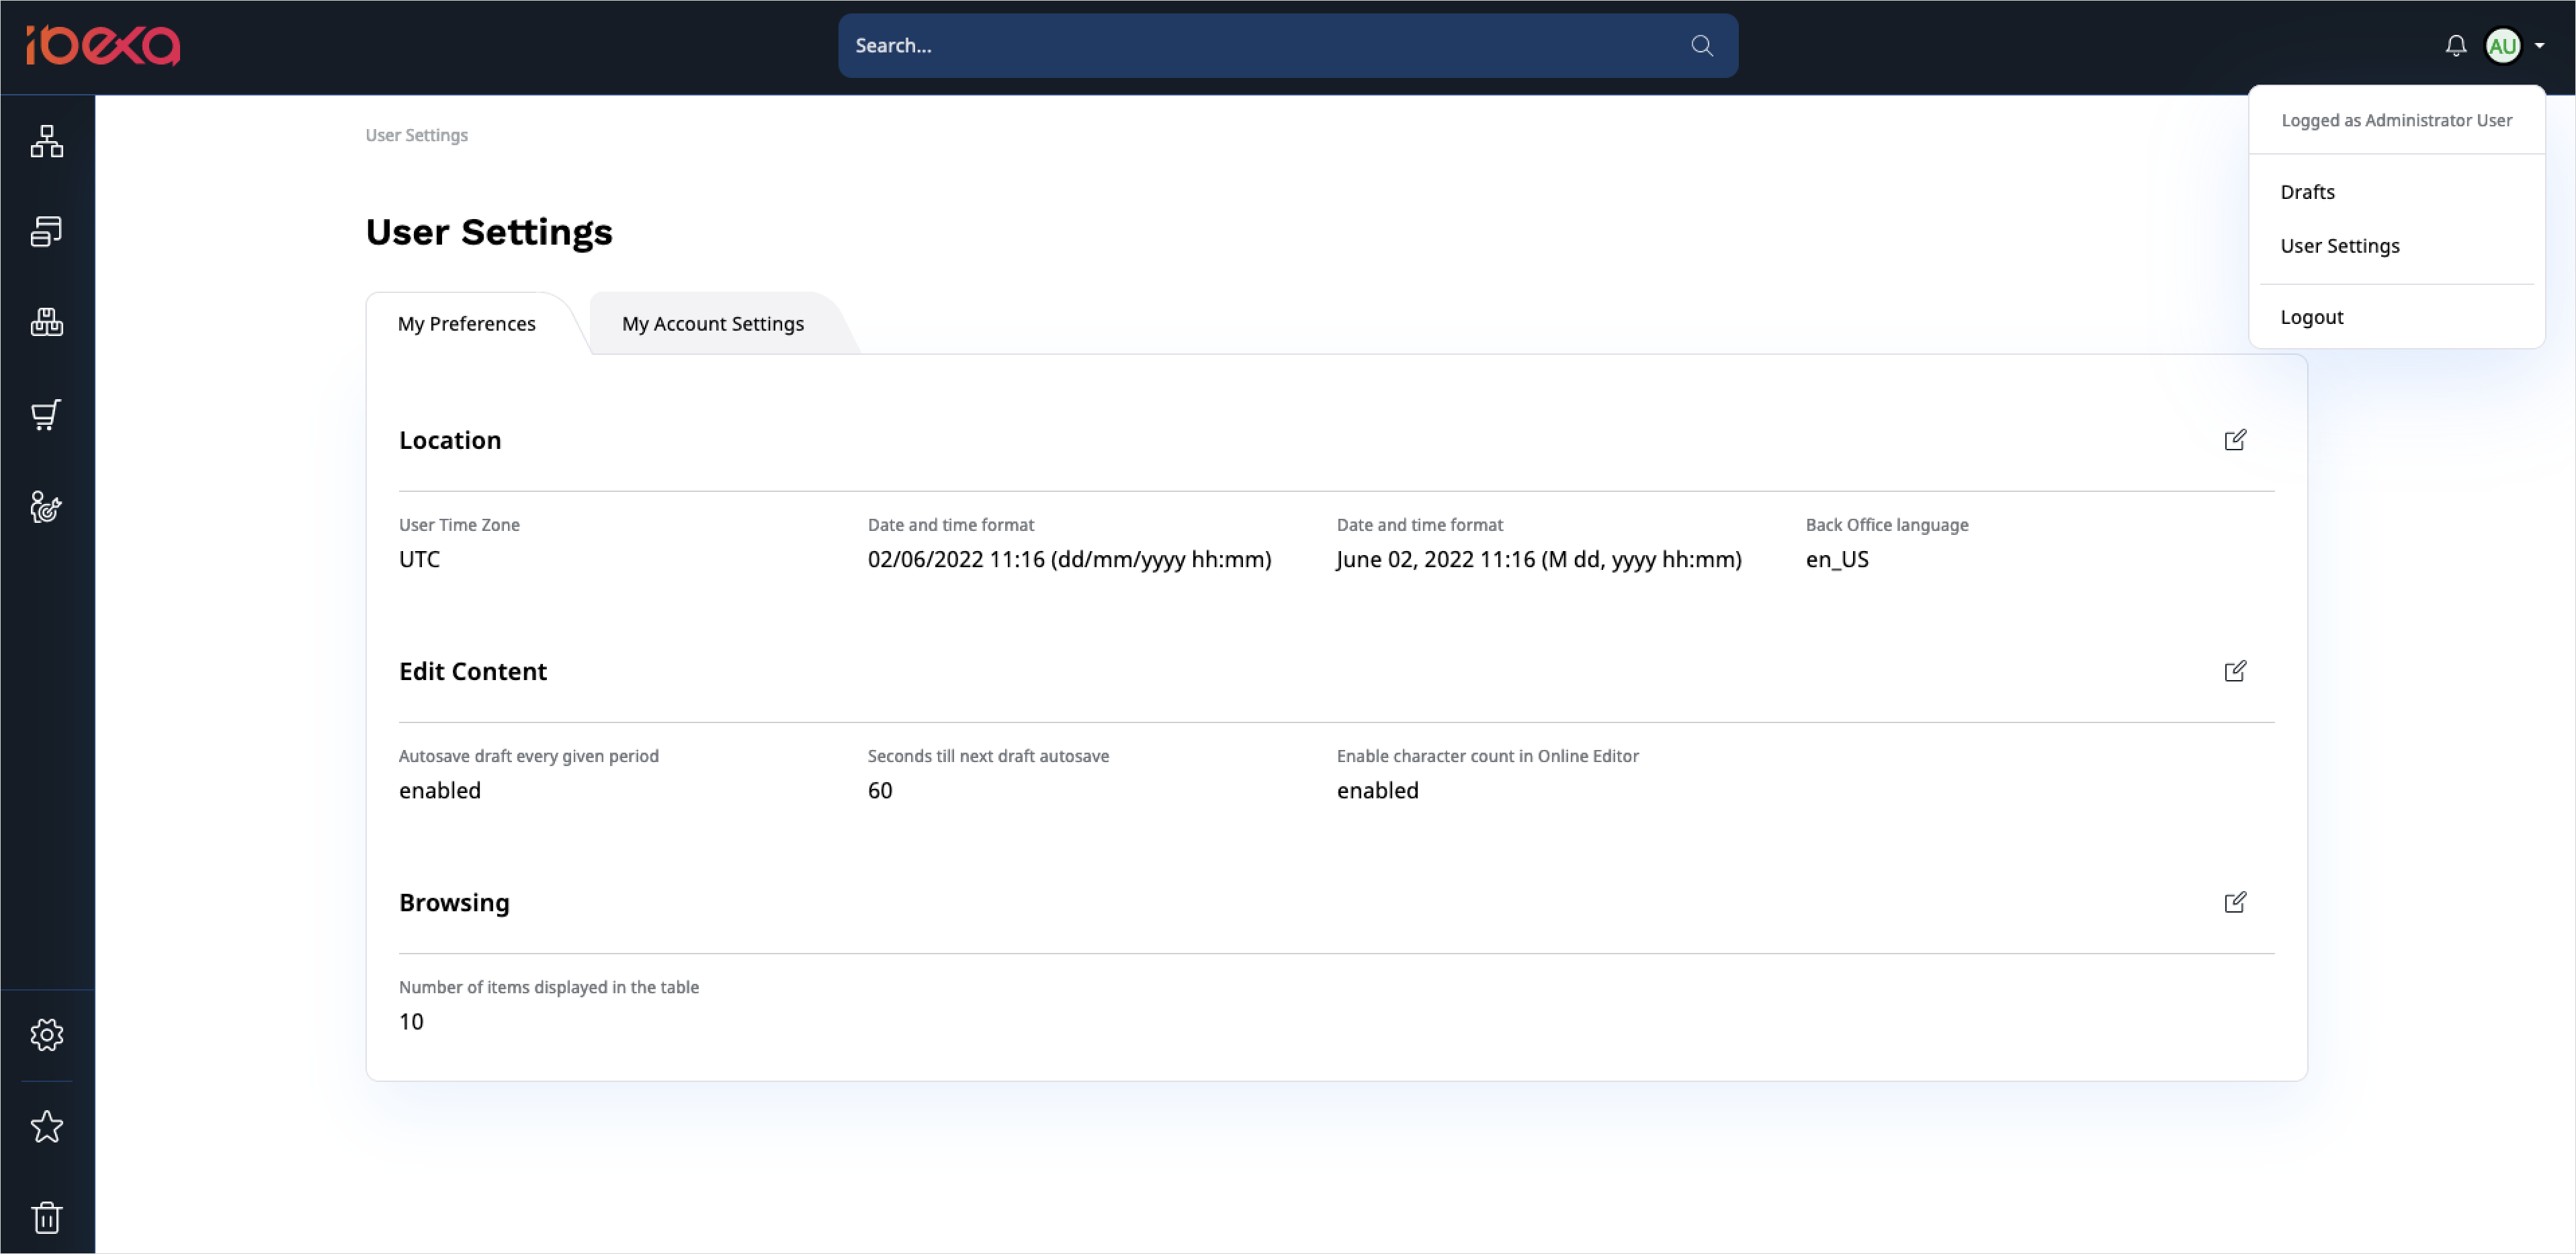 ibexa
Search...
AU
Logged as Administrator User
Drafts
User Settings
Logout
User Settings
User Settings
My Preferences
My Account Settings
Location
User Time Zone
UTC
Date and time format
02/06/2022 11:16 (dd/mm/yyyy hh:mm)
Date and time format
June 02, 2022 11:16 (M dd, yyyy hh:mm)
Back Office language
en_US
Edit Content
Autosave draft every given period
enabled
Seconds till next draft autosave
60
Enable character count in Online Editor
enabled
Browsing
Number of items displayed in the table
10